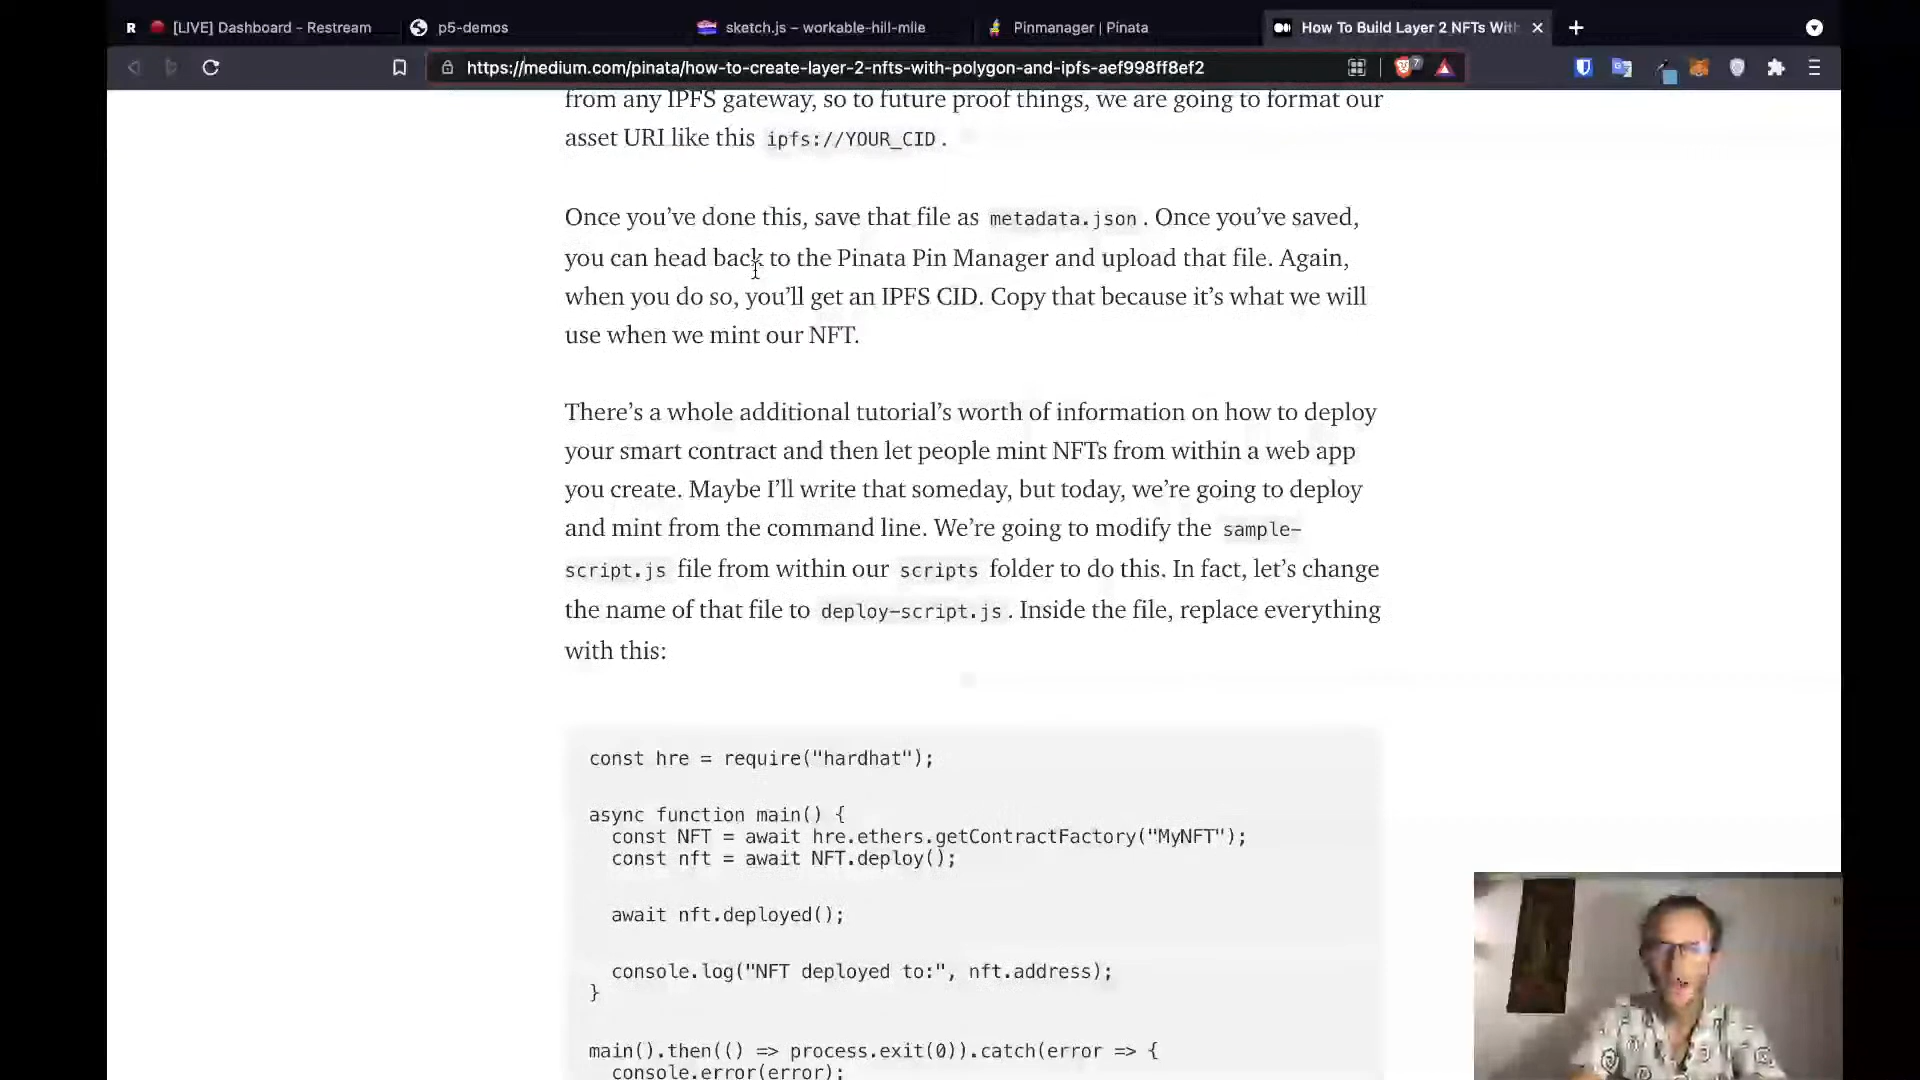 R [LIVE] Dashboard - Restream p5-demos sketch.js – workable-hill-mile Pinmanager | Pinata How To Build Layer 2 NFTs With
https://medium.com/pinata/how-to-create-layer-2-nfts-with-polygon-and-ipfs-aef998ff8ef2 7
from any IPFS gateway, so to future proof things, we are going to format our
asset URI like this ipfs://YOUR_CID.
Once you’ve done this, save that file as metadata.json. Once you’ve saved,
you can head back to the Pinata Pin Manager and upload that file. Again,
when you do so, you’ll get an IPFS CID. Copy that because it’s what we will
use when we mint our NFT.
There’s a whole additional tutorial’s worth of information on how to deploy
your smart contract and then let people mint NFTs from within a web app
you create. Maybe I’ll write that someday, but today, we’re going to deploy
and mint from the command line. We’re going to modify the sample-
script.js file from within our scripts folder to do this. In fact, let’s change
the name of that file to deploy-script.js. Inside the file, replace everything
with this:
const hre = require("hardhat");
async function main() {
const NFT = await hre.ethers.getContractFactory("MyNFT");
const nft = await NFT.deploy();
await nft.deployed();
console.log("NFT deployed to:", nft.address);
}
main().then(() => process.exit(0)).catch(error => {
console.error(error);